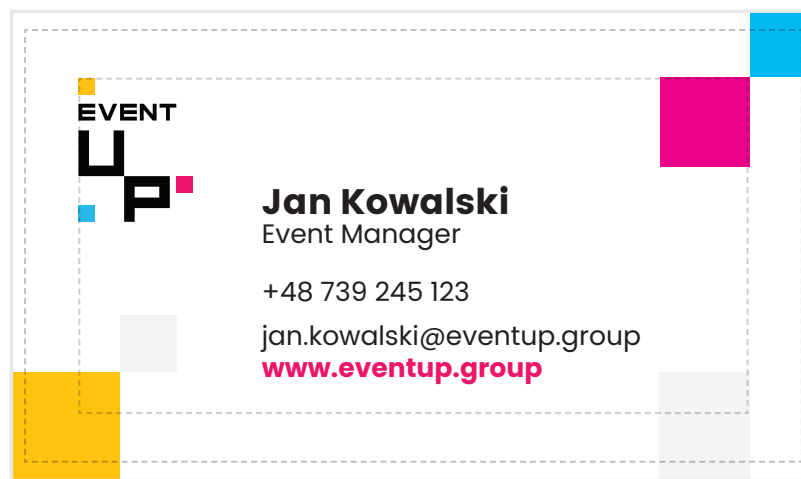 EVENT
UP
Jan Kowalski
Event Manager
+48 739 245 123
jan.kowalski@eventup.group
www.eventup.group